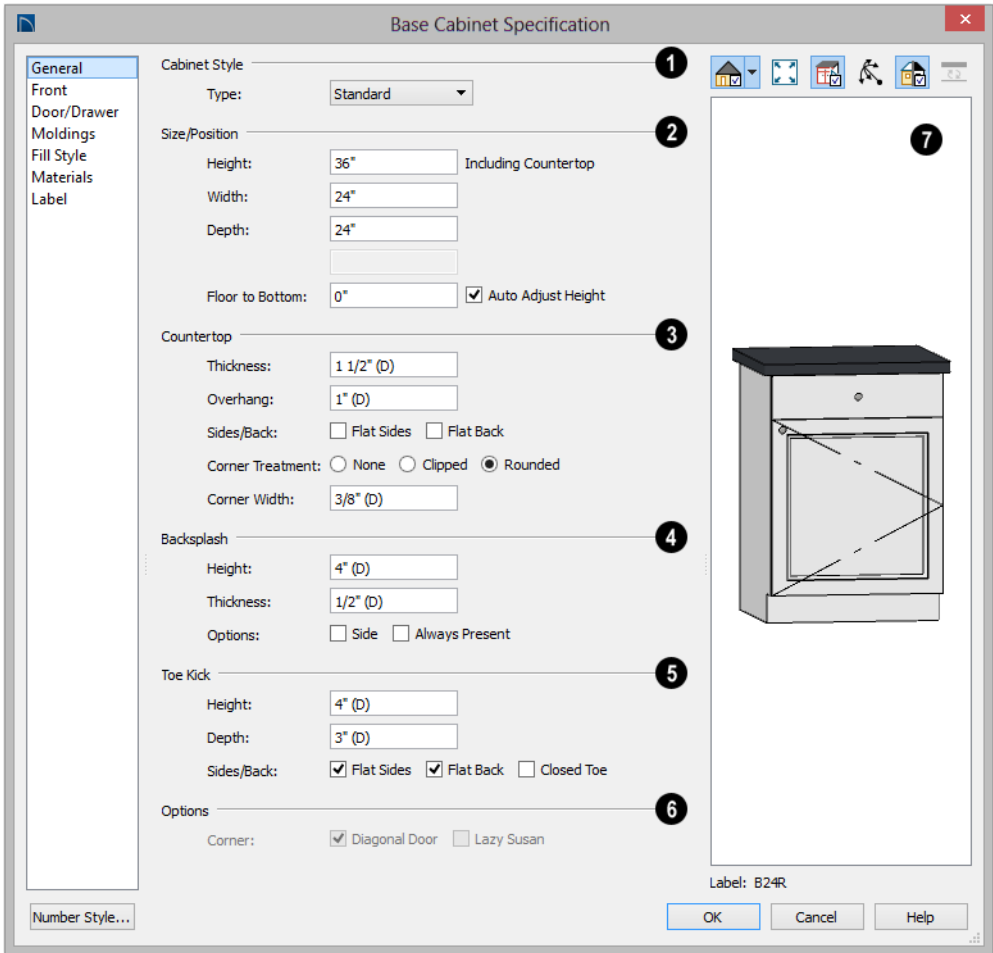 Base Cabinet Specification
General
Front
Door/Drawer
Moldings
Fill Style
Materials
Label
Cabinet Style 1
Type: Standard
Size/Position 2
Height: 36" Including Countertop
Width: 24"
Depth: 24"
Floor to Bottom: 0" Auto Adjust Height
Countertop 3
Thickness: 1 1/2" (D)
Overhang: 1" (D)
Sides/Back: Flat Sides Flat Back
Corner Treatment: None Clipped Rounded
Corner Width: 3/8" (D)
Backsplash 4
Height: 4" (D)
Thickness: 1/2" (D)
Options: Side Always Present
Toe Kick 5
Height: 4" (D)
Depth: 3" (D)
Sides/Back: Flat Sides Flat Back Closed Toe
Options 6
Corner: Diagonal Door Lazy Susan
7
Label: B24R
Number Style... OK Cancel Help